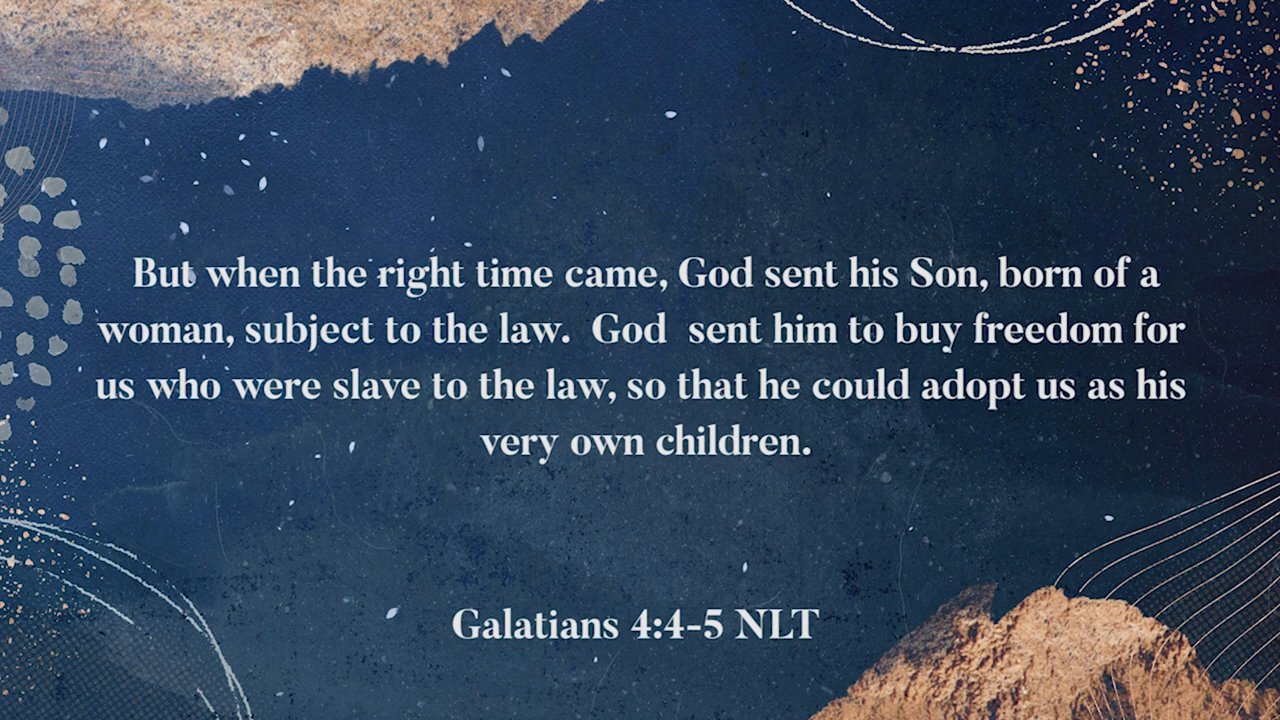 But when the right time came, God sent his Son, born of a
woman, subject to the law.  God  sent him to buy freedom for
us who were slave to the law, so that he could adopt us as his
very own children.
Galatians 4:4-5 NLT